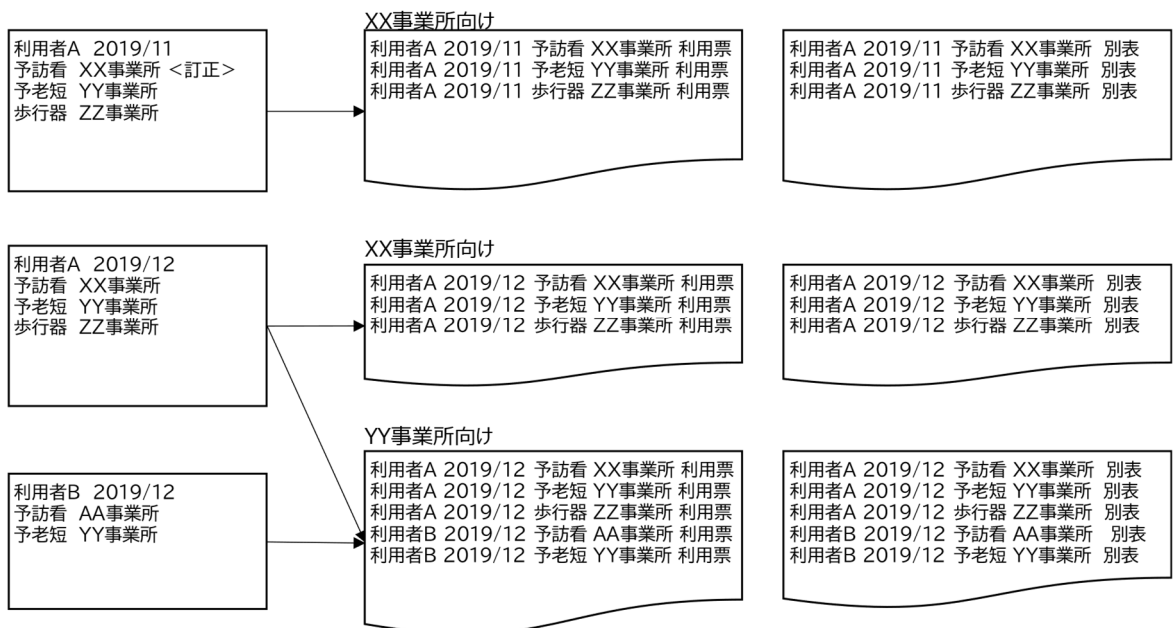 利用者A 2019/11
予訪看 XX事業所 <訂正>
予老短 YY事業所
歩行器 ZZ事業所
XX事業所向け
利用者A 2019/11 予訪看 XX事業所 利用票
利用者A 2019/11 予老短 YY事業所 利用票
利用者A 2019/11 歩行器 ZZ事業所 利用票
利用者A 2019/11 予訪看 XX事業所 別表
利用者A 2019/11 予老短 YY事業所 別表
利用者A 2019/11 歩行器 ZZ事業所 別表
利用者A 2019/12
予訪看 XX事業所
予老短 YY事業所
歩行器 ZZ事業所
XX事業所向け
利用者A 2019/12 予訪看 XX事業所 利用票
利用者A 2019/12 予老短 YY事業所 利用票
利用者A 2019/12 歩行器 ZZ事業所 利用票
利用者A 2019/12 予訪看 XX事業所 別表
利用者A 2019/12 予老短 YY事業所 別表
利用者A 2019/12 歩行器 ZZ事業所 別表
利用者B 2019/12
予訪看 AA事業所
予老短 YY事業所
YY事業所向け
利用者A 2019/12 予訪看 XX事業所 利用票
利用者A 2019/12 予老短 YY事業所 利用票
利用者A 2019/12 歩行器 ZZ事業所 利用票
利用者B 2019/12 予訪看 AA事業所 利用票
利用者B 2019/12 予老短 YY事業所 利用票
利用者A 2019/12 予訪看 XX事業所 別表
利用者A 2019/12 予老短 YY事業所 別表
利用者A 2019/12 歩行器 ZZ事業所 別表
利用者B 2019/12 予訪看 AA事業所 別表
利用者B 2019/12 予老短 YY事業所 別表